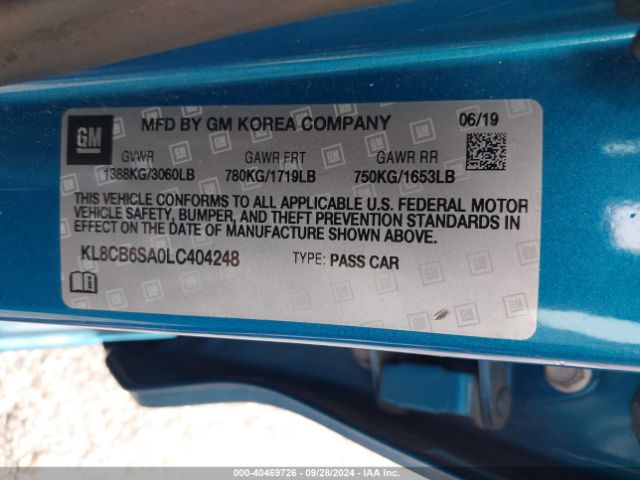 GM MFD BY GM KOREA COMPANY 06/19
GVWR GAWR FRT GAWR RR
1388KG/3060LB 780KG/1719LB 750KG/1653LB
THIS VEHICLE CONFORMS TO ALL APPLICABLE U.S. FEDERAL MOTOR
VEHICLE SAFETY, BUMPER, AND THEFT PREVENTION STANDARDS IN
EFFECT ON THE DATE OF MANUFACTURE SHOWN ABOVE.
KL8CB6SA0LC404248 TYPE: PASS CAR
000-40469726 - 09/28/2024 - IAA Inc.